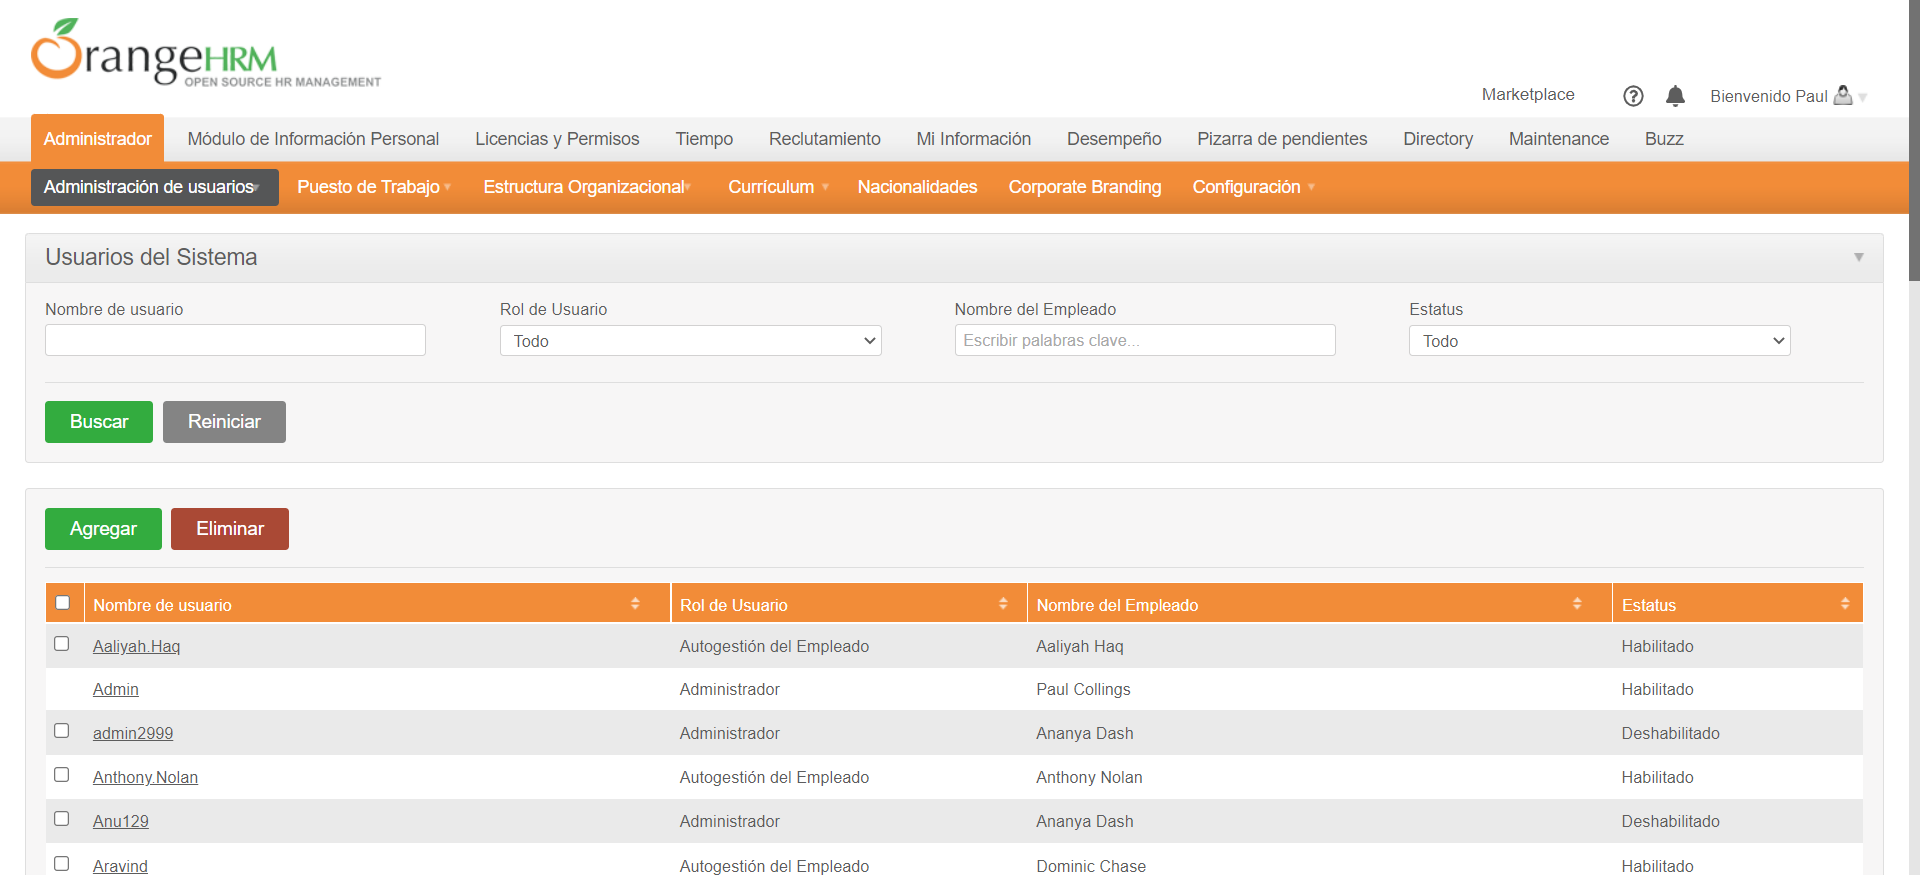 OrangeHRM
OPEN SOURCE HR MANAGEMENT
Marketplace
?
Bienvenido Paul
Administrador Módulo de Información Personal Licencias y Permisos Tiempo Reclutamiento Mi Información Desempeño Pizarra de pendientes Directory Maintenance Buzz
Administración de usuarios Puesto de Trabajo Estructura Organizacional Currículum Nacionalidades Corporate Branding Configuración
Usuarios del Sistema
Nombre de usuario Rol de Usuario Nombre del Empleado Estatus
Todo Escribir palabras clave... Todo
Buscar Reiniciar
Agregar Eliminar
Nombre de usuario Rol de Usuario Nombre del Empleado Estatus
Aaliyah.Haq Autogestión del Empleado Aaliyah Haq Habilitado
Admin Administrador Paul Collings Habilitado
admin2999 Administrador Ananya Dash Deshabilitado
Anthony.Nolan Autogestión del Empleado Anthony Nolan Habilitado
Anu129 Administrador Ananya Dash Deshabilitado
Aravind Autogestión del Empleado Dominic Chase Habilitado